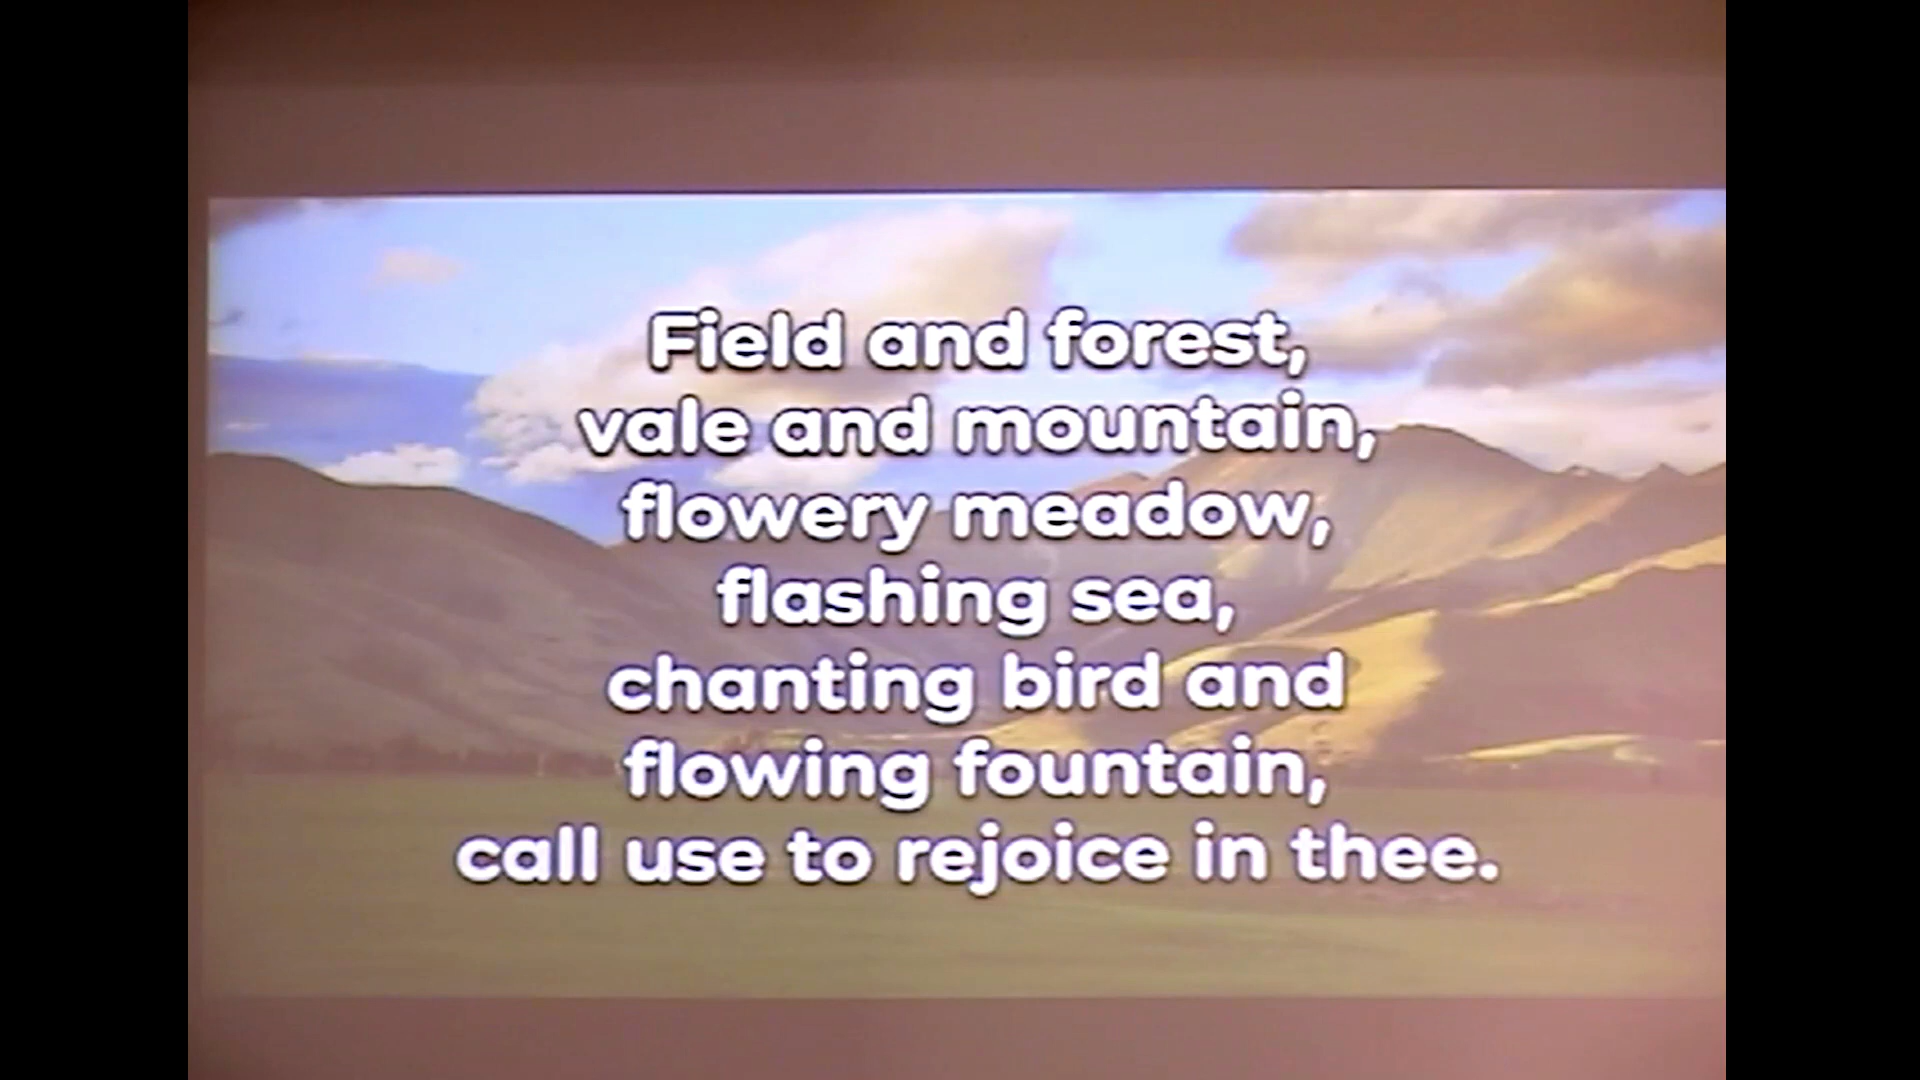 Field and forest,
vale and mountain,
flowery meadow,
flashing sea,
chanting bird and
flowing fountain,
call use to rejoice in thee.